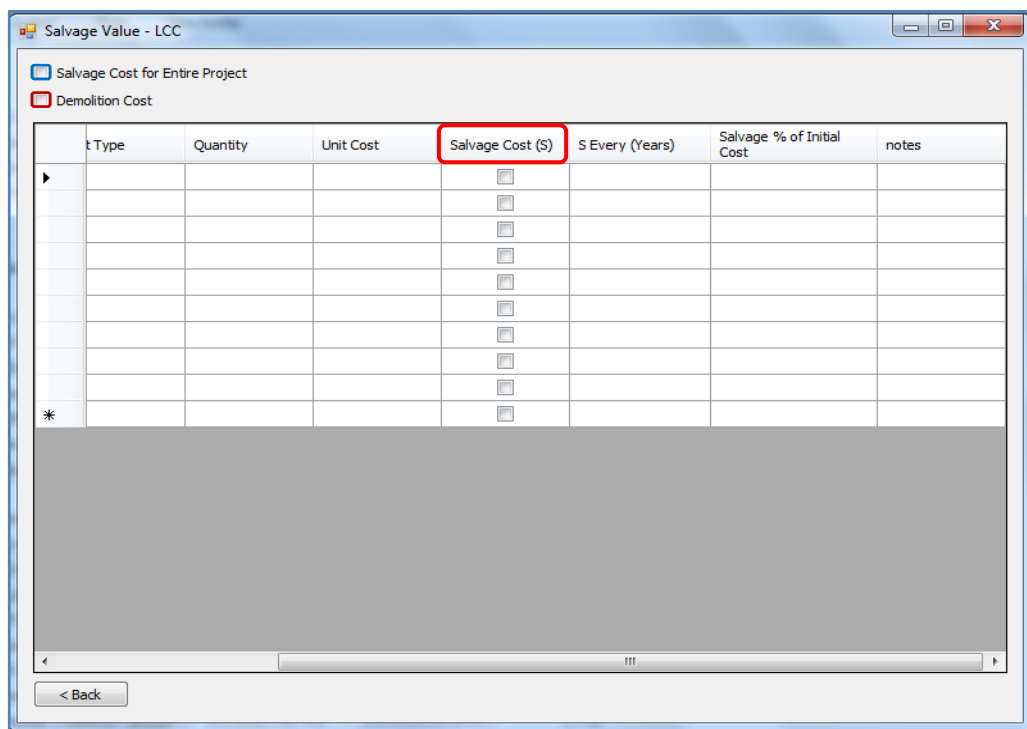 Salvage Value - LCC
Salvage Cost for Entire Project
Demolition Cost
t Type Quantity Unit Cost Salvage Cost (S) S Every (Years) Salvage % of Initial Cost notes
< Back